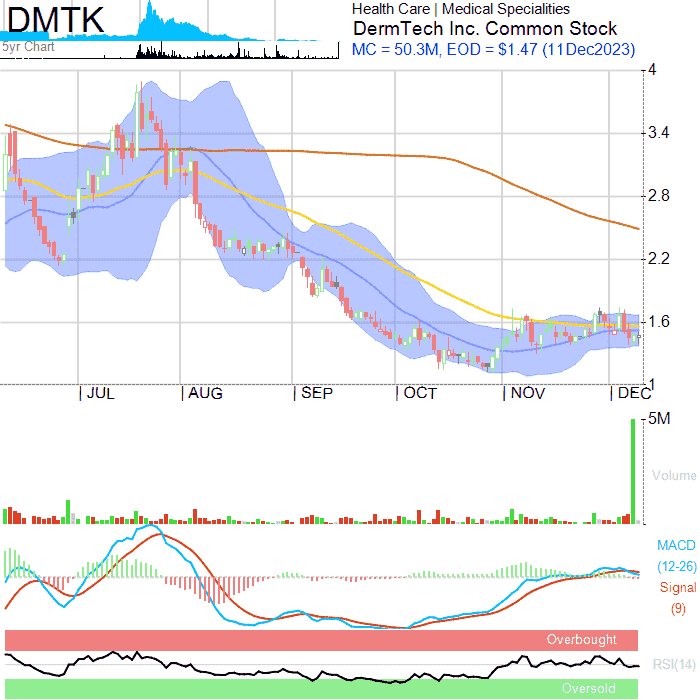 DMTK
5yr Chart
Health Care | Medical Specialities
DermTech Inc. Common Stock
MC = 50.3M, EOD = $1.47 (11Dec2023)
4
3.4
2.8
2.2
1.6
1
JUL AUG SEP OCT NOV DEC
5M
Volume
MACD
(12-26)
Signal
(9)
Overbought
RSI(14)
Oversold